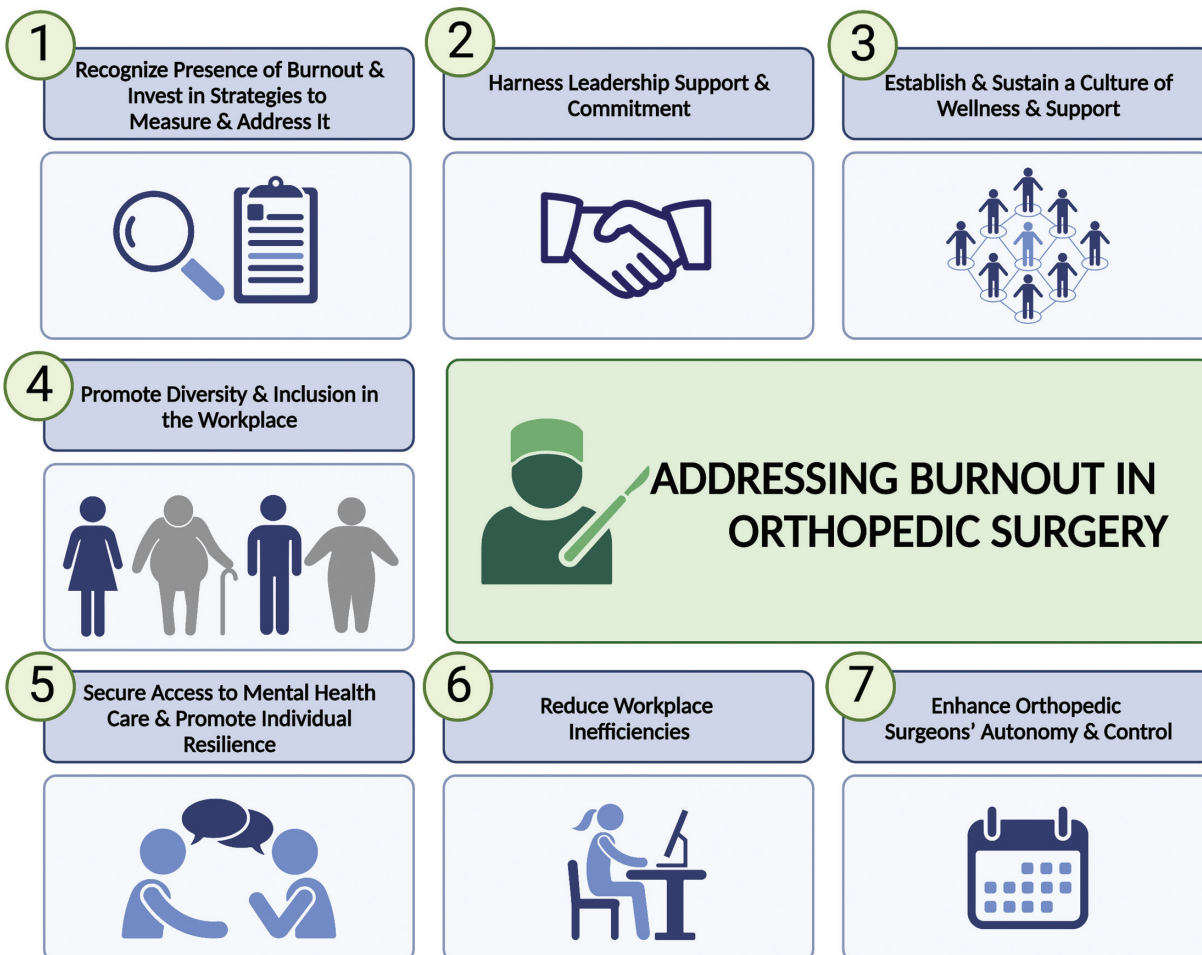 1
Recognize Presence of Burnout &
Invest in Strategies to
Measure & Address It
2
Harness Leadership Support &
Commitment
3
Establish & Sustain a Culture of
Wellness & Support
4
Promote Diversity & Inclusion in
the Workplace
ADDRESSING BURNOUT IN
ORTHOPEDIC SURGERY
5
Secure Access to Mental Health
Care & Promote Individual
Resilience
6
Reduce Workplace
Inefficiencies
7
Enhance Orthopedic
Surgeons’ Autonomy & Control